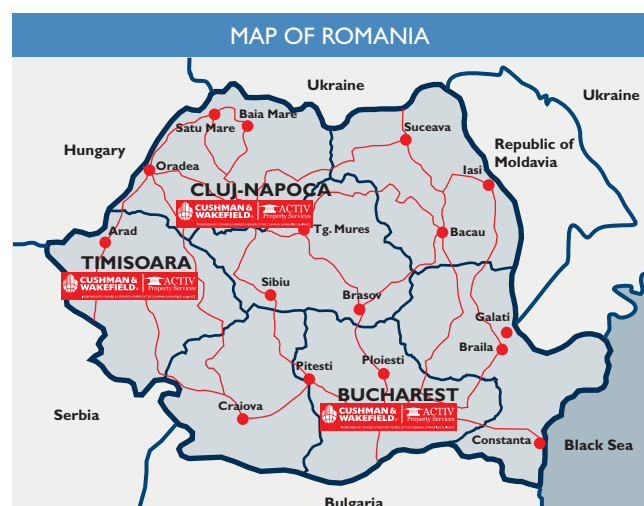 MAP OF ROMANIA
Ukraine
Ukraine
Baia Mare
Satu Mare
Suceava
Republic of
Moldavia
Hungary
Oradea
Iasi
CLUJ-NAPOCA
CUSHMAN &
WAKEFIELD®
ACTIV
Property Services
Tg. Mures
Arad
Bacau
TIMISOARA
CUSHMAN &
WAKEFIELD®
ACTIV
Property Services
Sibiu
Brasov
Galati
Braila
Ploiesti
Pitesti
BUCHAREST
CUSHMAN &
WAKEFIELD®
ACTIV
Property Services
Craiova
Serbia
Constanta
Black Sea
Bulgaria